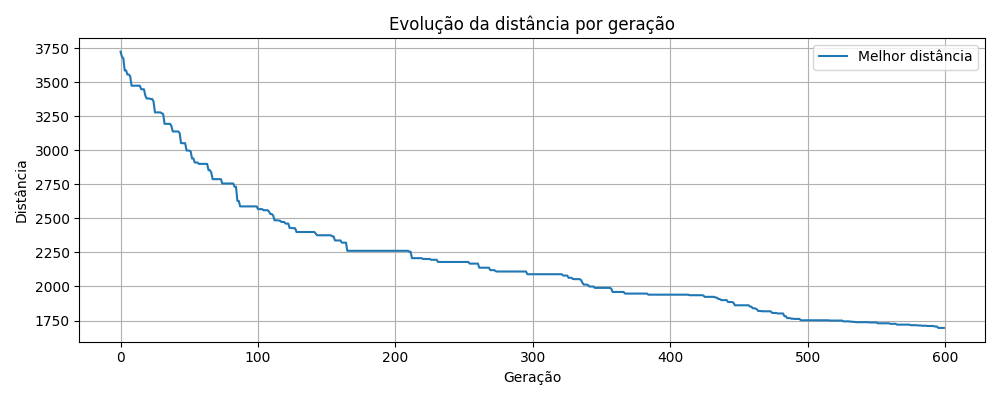 Evolução da distância por geração
Melhor distância
3750
3500
3250
3000
2750
2500
2250
2000
1750
Distância
0 100 200 300 400 500 600
Geração